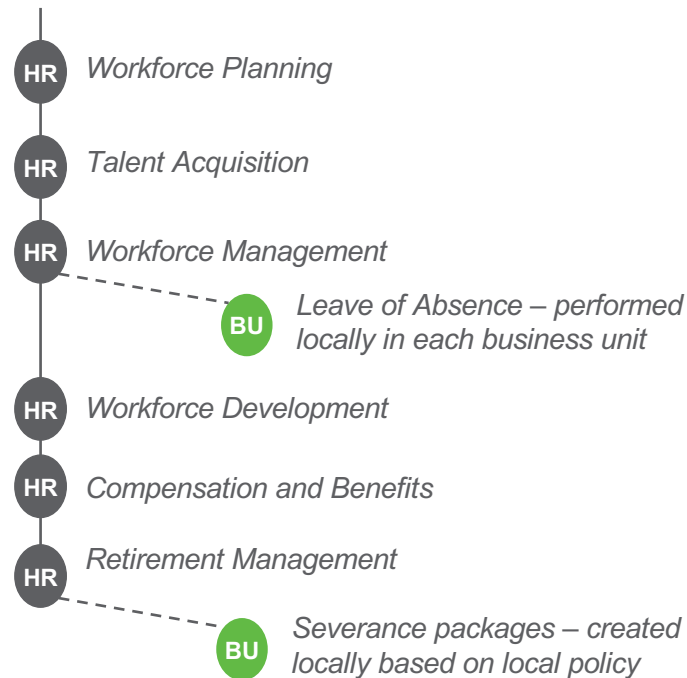 HR Workforce Planning
HR Talent Acquisition
HR Workforce Management
BU Leave of Absence – performed
locally in each business unit
HR Workforce Development
HR Compensation and Benefits
HR Retirement Management
BU Severance packages – created
locally based on local policy